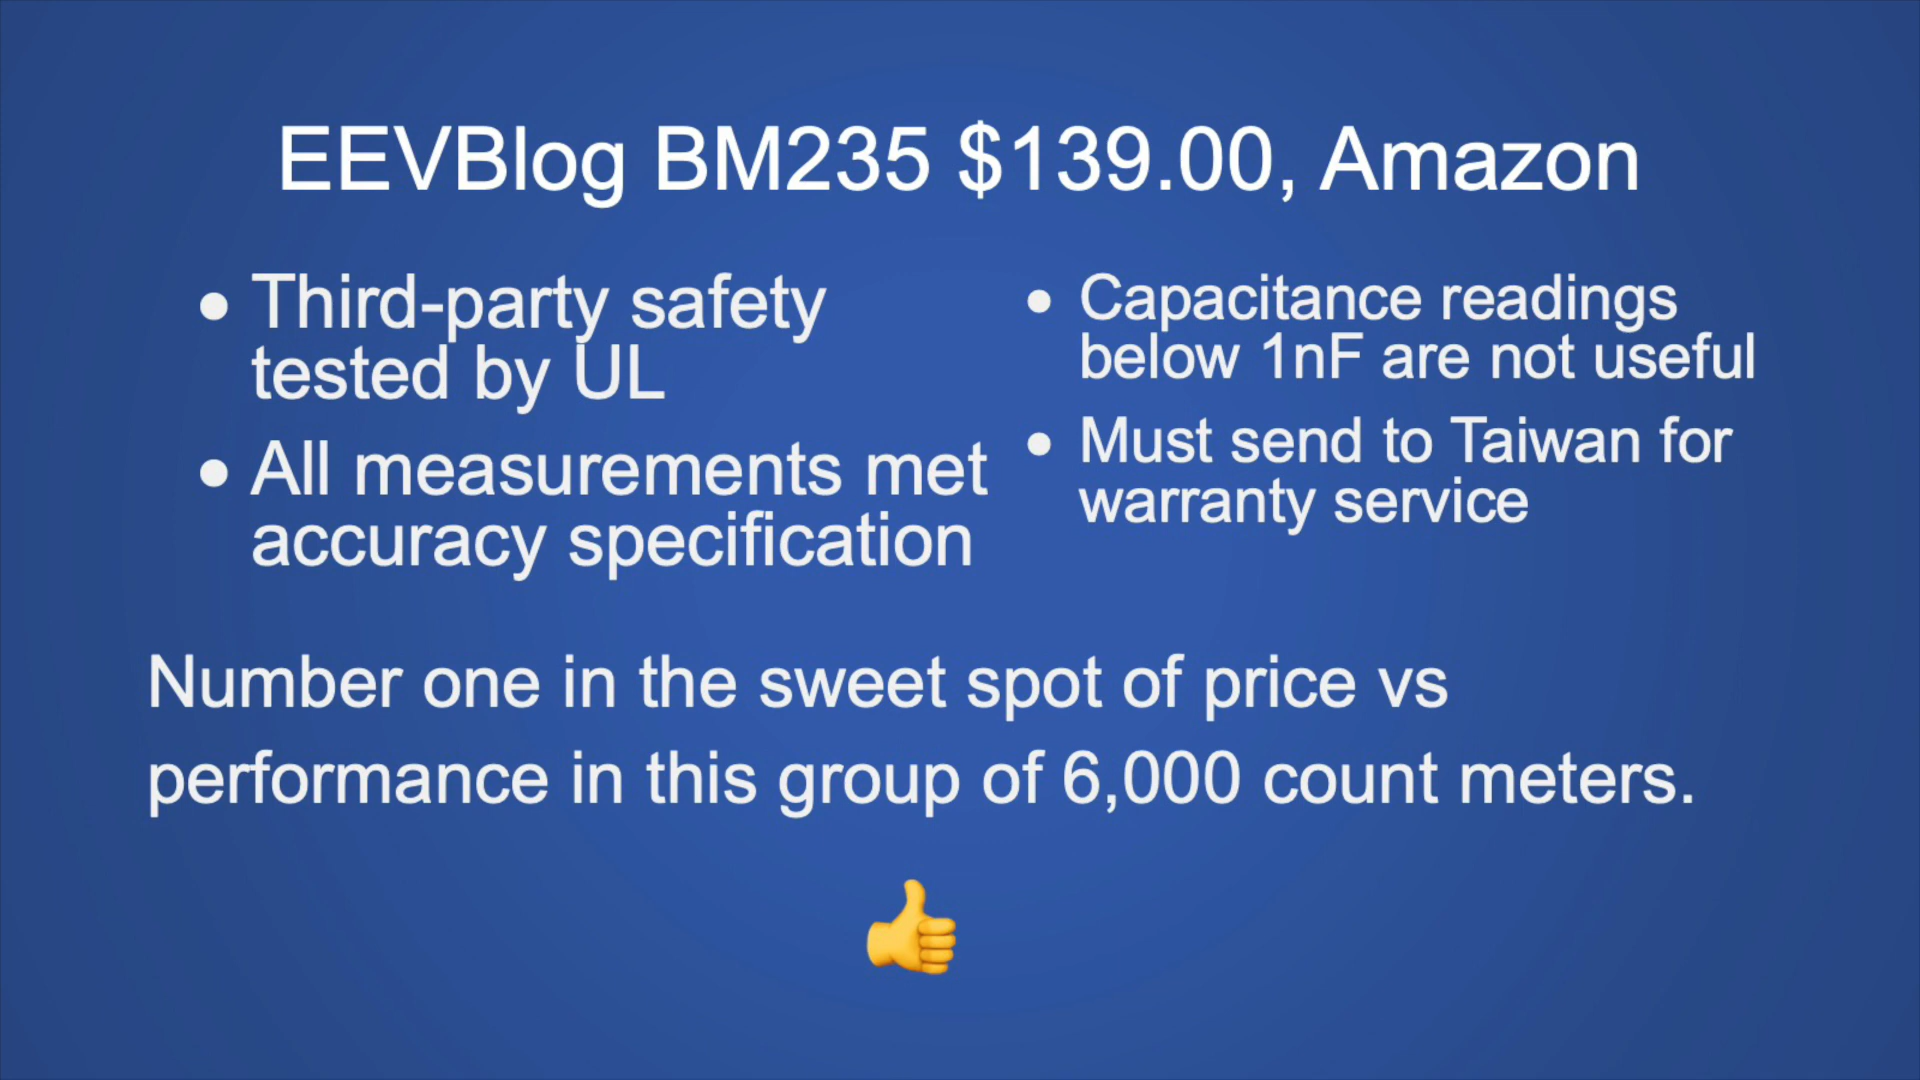 EEVBlog BM235 $139.00, Amazon
• Third-party safety
tested by UL
• All measurements met
accuracy specification
• Capacitance readings
below 1nF are not useful
• Must send to Taiwan for
warranty service
Number one in the sweet spot of price vs
performance in this group of 6,000 count meters.